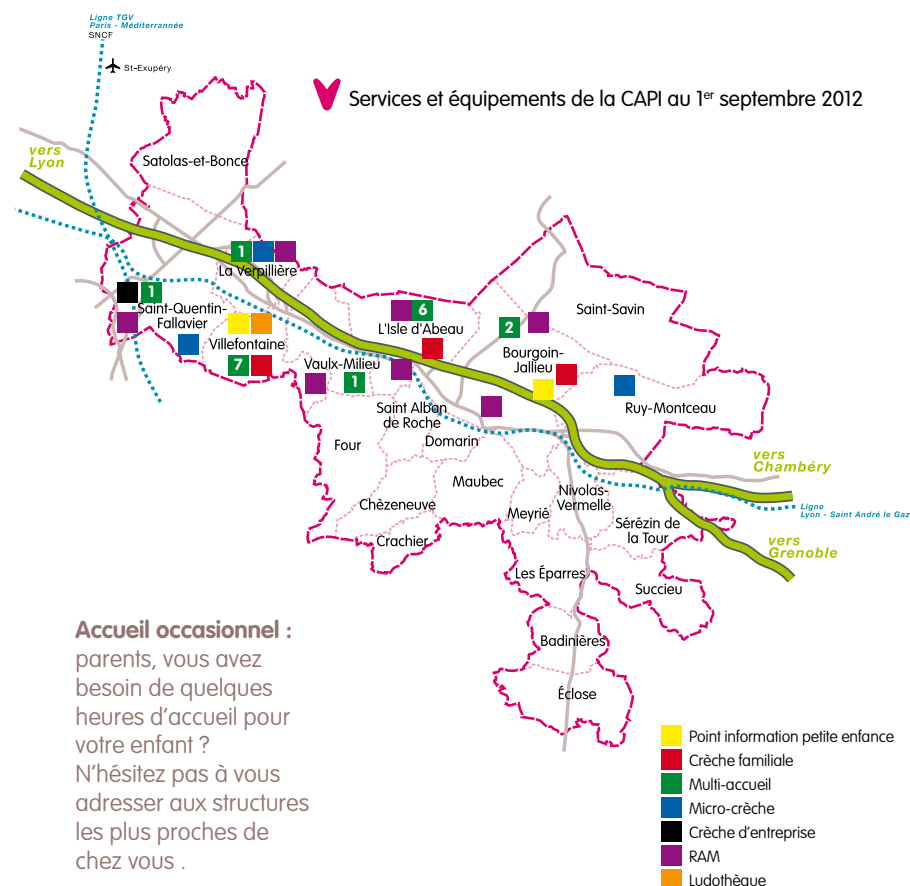 Ligne TGV
Paris - Méditerrannée
SNCF
St-Exupéry
Services et équipements de la CAPI au 1er septembre 2012
vers
Lyon
Satolas-et-Bonce
1
La Verpillière
1
Saint-Quentin-
Fallavier
Villefontaine
7
6
L'Isle d'Abeau
2
Saint-Savin
Bourgoin-
Jallieu
Vaulx-Milieu
1
Ruy-Montceau
Saint Alban
de Roche
Four
Domarin
Maubec
Chèzeneuve
Crachier
Meyrié
Nivolas-
Vermelle
Sérézin de
la Tour
vers
Chambéry
Ligne
Lyon - Saint André le Gaz
vers
Grenoble
Les Éparres
Succieu
Badinières
Éclose
Accueil occasionnel :
parents, vous avez
besoin de quelques
heures d'accueil pour
votre enfant ?
N'hésitez pas à vous
adresser aux structures
les plus proches de
chez vous .
Point information petite enfance
Crèche familiale
Multi-accueil
Micro-crèche
Crèche d'entreprise
RAM
Ludothèque